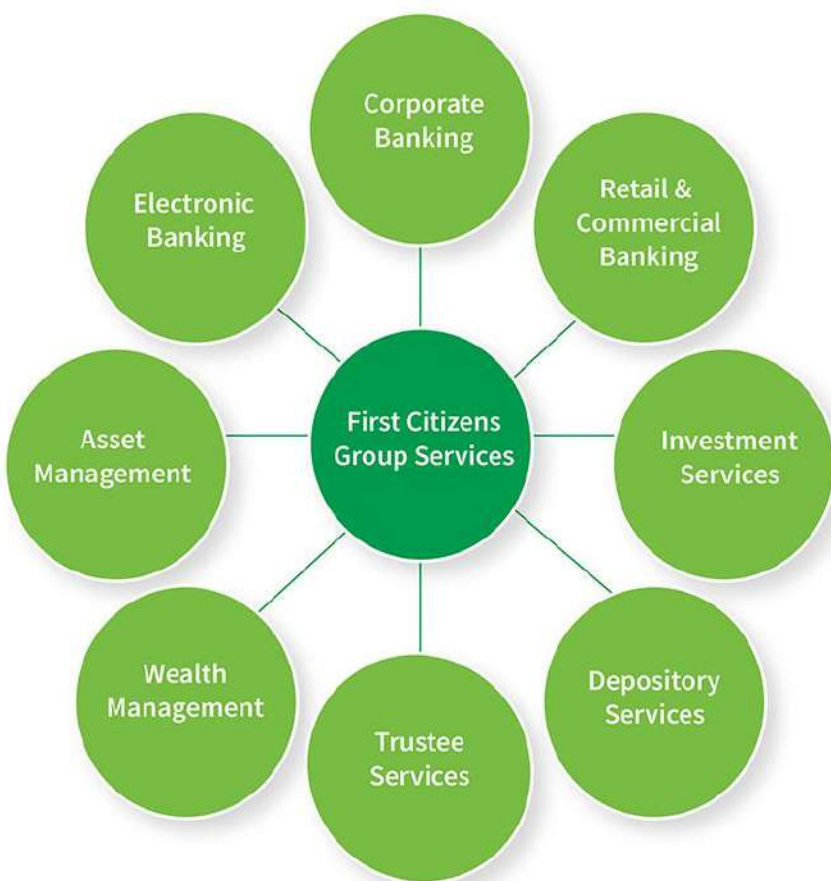 Corporate
Banking
Retail &
Commercial
Banking
Investment
Services
Depository
Services
Trustee
Services
Wealth
Management
Asset
Management
Electronic
Banking
First Citizens
Group Services